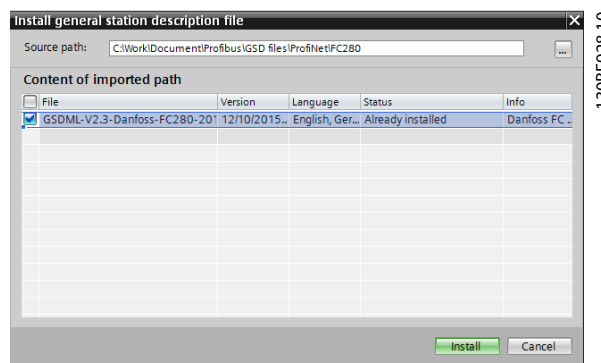 Install general station description file
Source path: C:\Work\Document\Profibus\GSD files\ProfiNet\FC280 ...
Content of imported path
File Version Language Status Info
GSDML-V2.3-Danfoss-FC280-201 12/10/2015.. English, Ger... Already installed Danfoss FC ..
Install Cancel